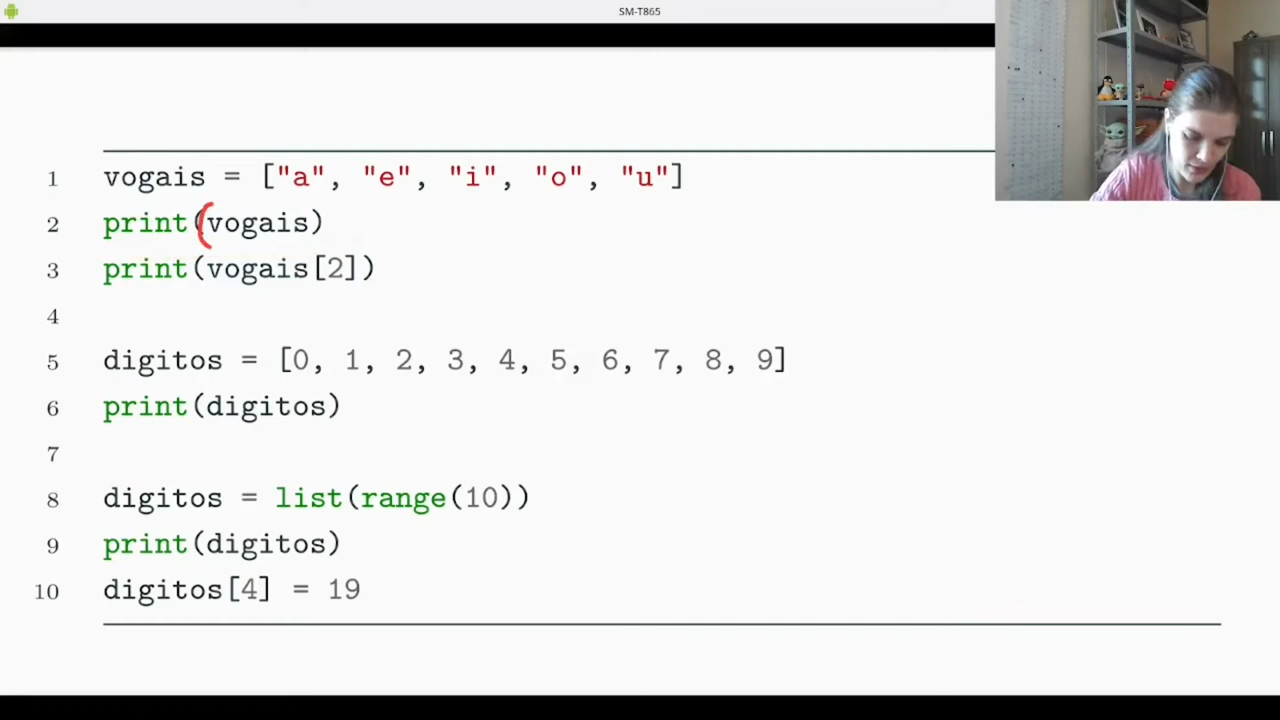 SM-T865
1 vogais = ["a", "e", "i", "o", "u"]
2 print(vogais)
3 print(vogais[2])
4
5 digitos = [0, 1, 2, 3, 4, 5, 6, 7, 8, 9]
6 print(digitos)
7
8 digitos = list(range(10))
9 print(digitos)
10 digitos[4] = 19